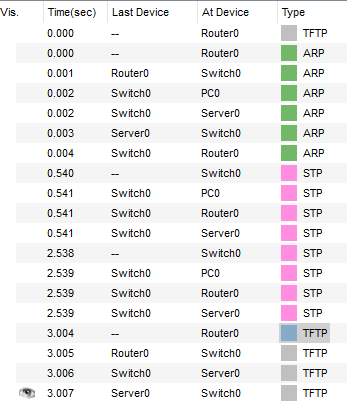 Vis. Time(sec) Last Device At Device Type
0.000 -- Router0 TFTP
0.000 -- Router0 ARP
0.001 Router0 Switch0 ARP
0.002 Switch0 PC0 ARP
0.002 Switch0 Server0 ARP
0.003 Server0 Switch0 ARP
0.004 Switch0 Router0 ARP
0.540 -- Switch0 STP
0.541 Switch0 PC0 STP
0.541 Switch0 Router0 STP
0.541 Switch0 Server0 STP
2.538 -- Switch0 STP
2.539 Switch0 PC0 STP
2.539 Switch0 Router0 STP
2.539 Switch0 Server0 STP
3.004 -- Router0 TFTP
3.005 Router0 Switch0 TFTP
3.006 Switch0 Server0 TFTP
3.007 Server0 Switch0 TFTP